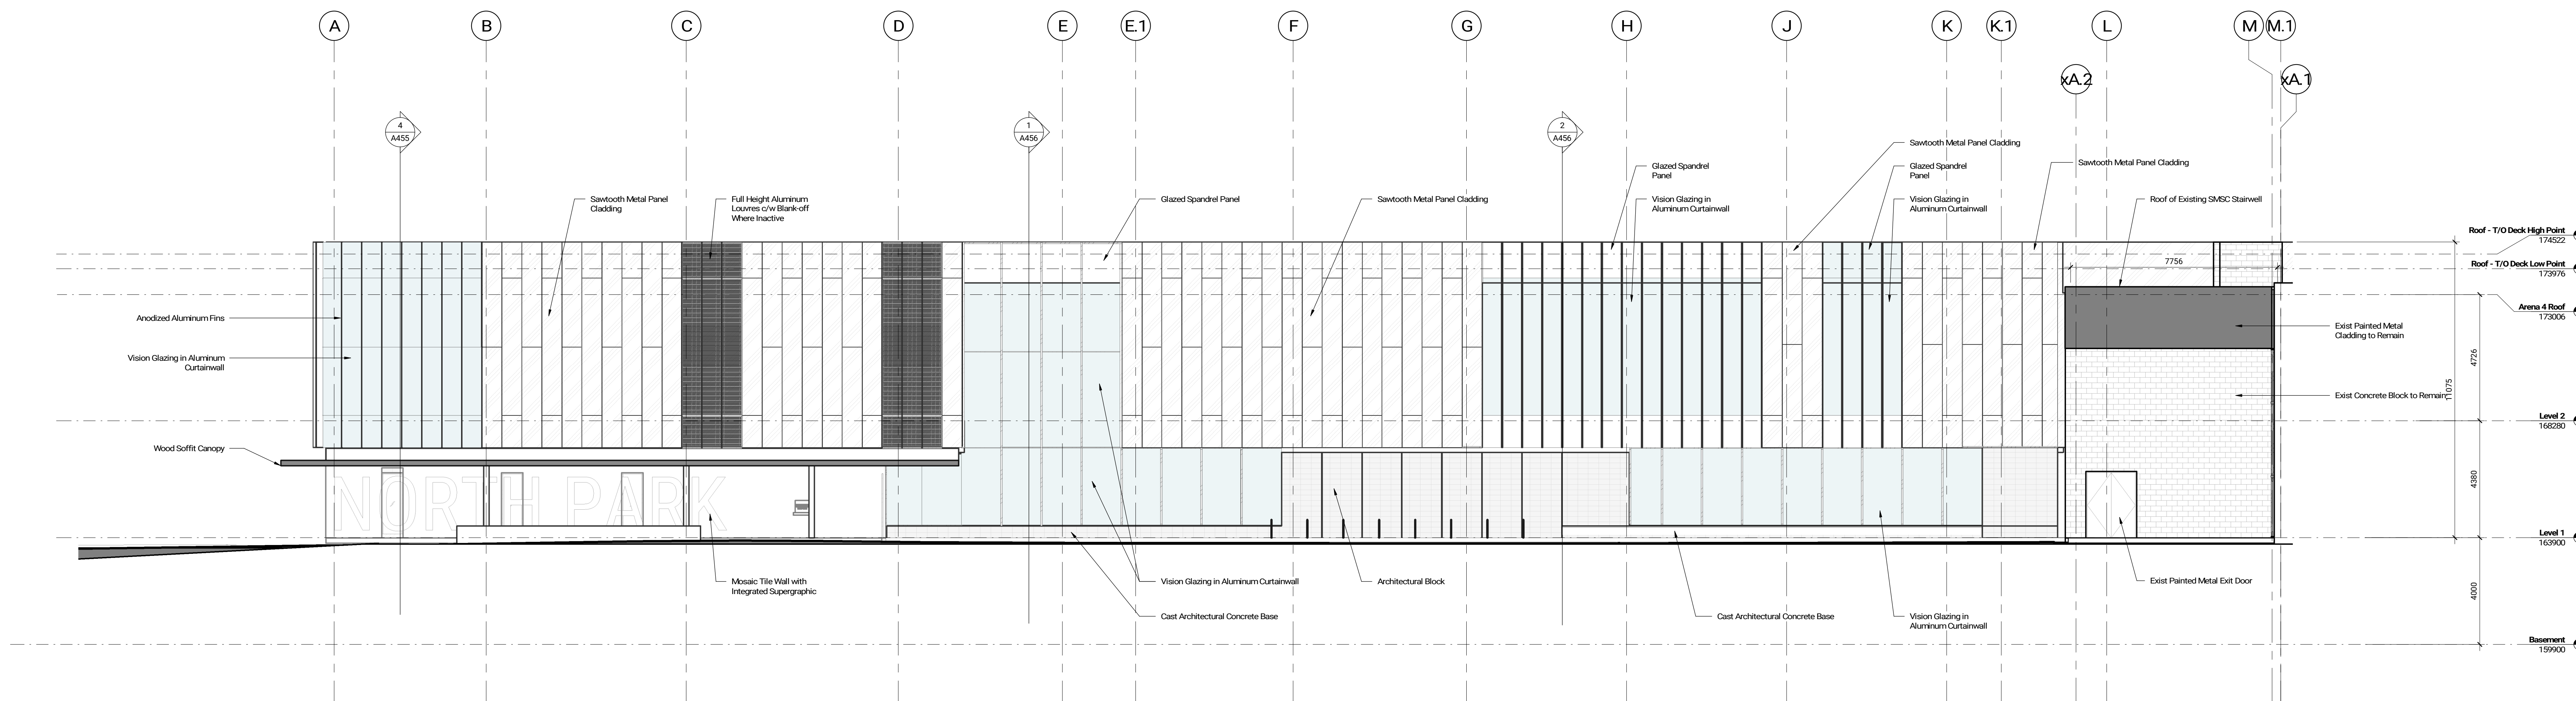 A
B
C
D
E
E.1
F
G
H
J
K
K.1
L
M
M.1
xA.2
xA.1
4
A455
1
A456
2
A456
Sawtooth Metal Panel Cladding
Sawtooth Metal Panel Cladding
Glazed Spandrel
Panel
Glazed Spandrel
Panel
Sawtooth Metal Panel
Cladding
Full Height Aluminum
Louvres c/w Blank-off
Where Inactive
Glazed Spandrel Panel
Sawtooth Metal Panel Cladding
Vision Glazing in
Aluminum Curtainwall
Vision Glazing in
Aluminum Curtainwall
Roof of Existing SMSC Stairwell
Roof - T/O Deck High Point
174522
7756
Roof - T/O Deck Low Point
173976
Arena 4 Roof
173006
Anodized Aluminum Fins
Exist Painted Metal
Cladding to Remain
Vision Glazing in Aluminum
Curtainwall
4726
11075
Exist Concrete Block to Remain
Level 2
168280
Wood Soffit Canopy
4380
NORTH PARK
Level 1
163900
Mosaic Tile Wall with
Integrated Supergraphic
Vision Glazing in Aluminum Curtainwall
Architectural Block
Exist Painted Metal Exit Door
4000
Cast Architectural Concrete Base
Cast Architectural Concrete Base
Vision Glazing in
Aluminum Curtainwall
Basement
159900